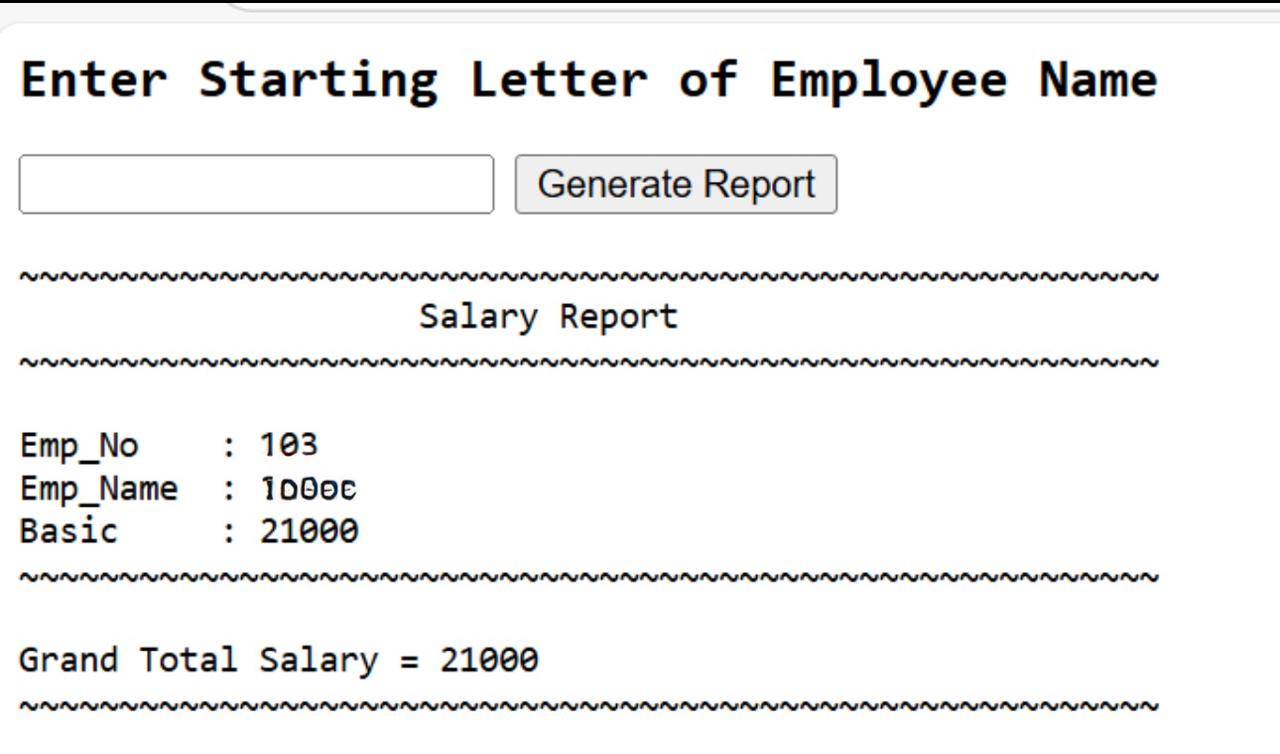 Enter Starting Letter of Employee Name
Generate Report
~~~~~~~~~~~~~~~~~~~~~~~~~~~~~~~~~~~~~~~~~~~~~~~~~~~~~~~~~
Salary Report
~~~~~~~~~~~~~~~~~~~~~~~~~~~~~~~~~~~~~~~~~~~~~~~~~~~~~~~~~
Emp_No : 103
Emp_Name :
Basic : 21000
~~~~~~~~~~~~~~~~~~~~~~~~~~~~~~~~~~~~~~~~~~~~~~~~~~~~~~~~~
Grand Total Salary = 21000
~~~~~~~~~~~~~~~~~~~~~~~~~~~~~~~~~~~~~~~~~~~~~~~~~~~~~~~~~